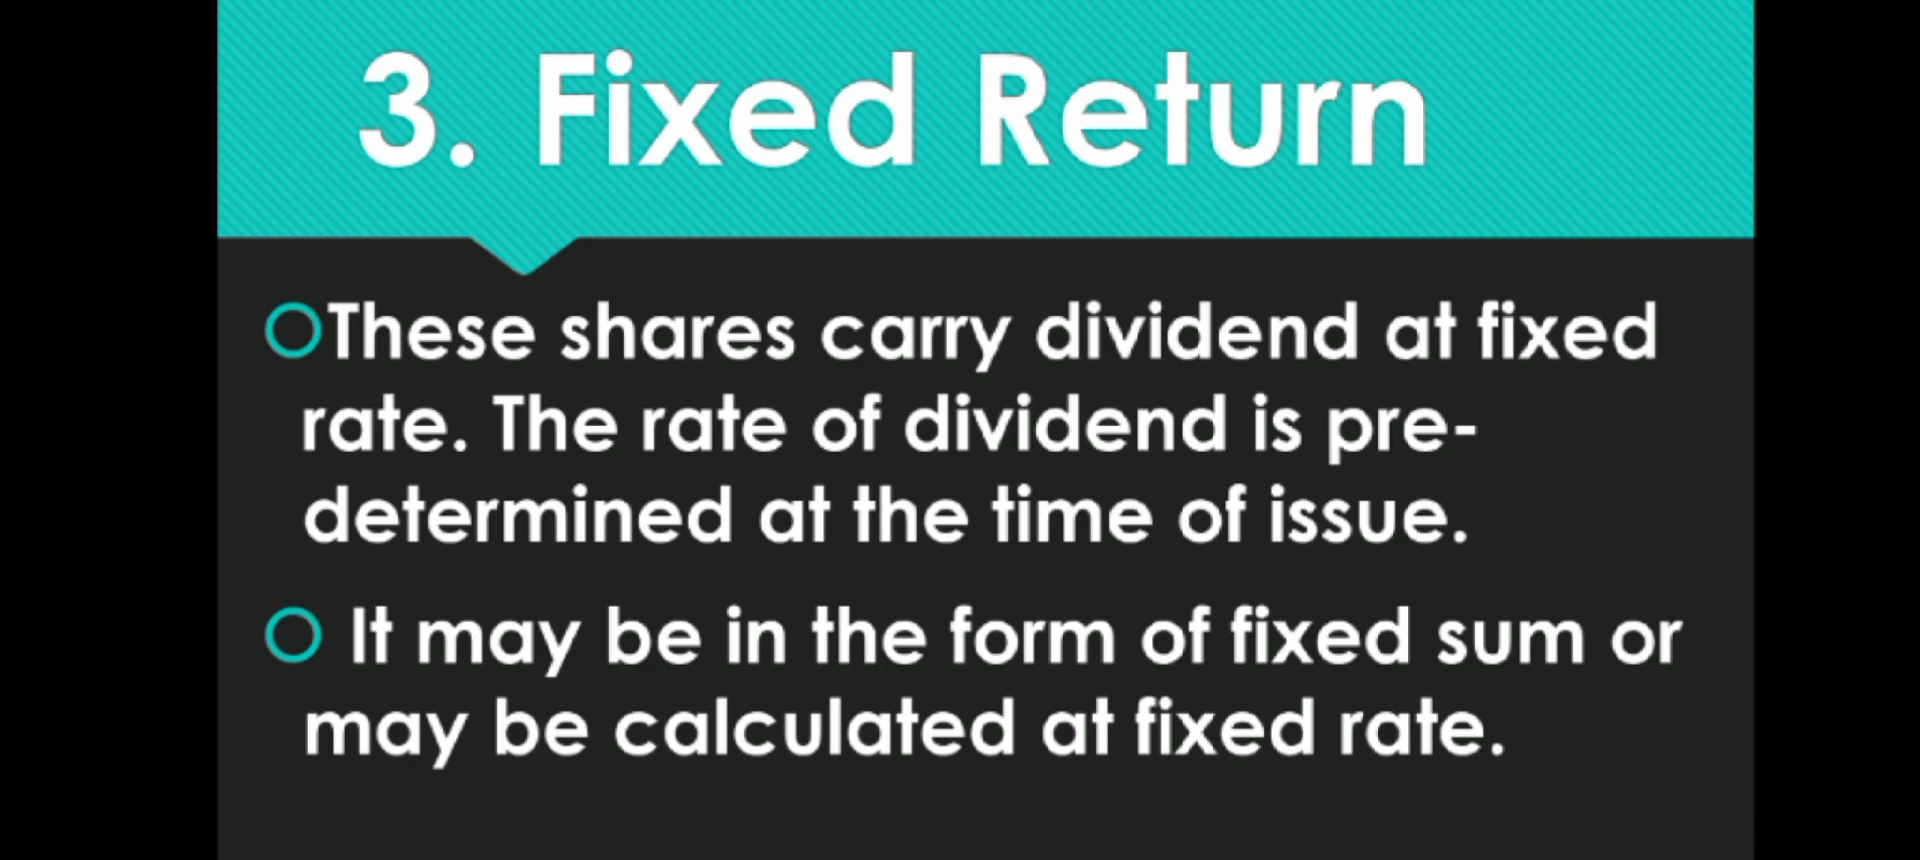 3. Fixed Return
These shares carry dividend at fixed
rate. The rate of dividend is pre-
determined at the time of issue.
It may be in the form of fixed sum or
may be calculated at fixed rate.